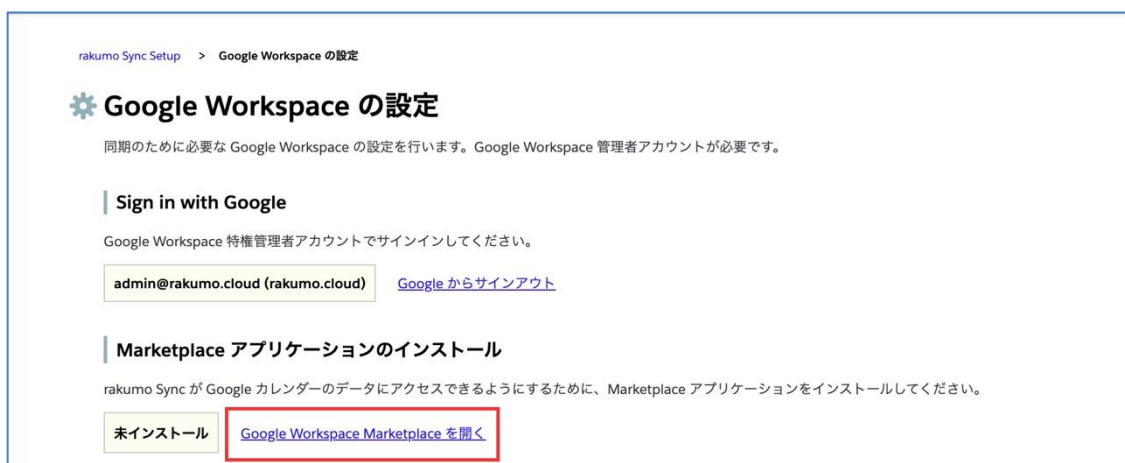 rakumo Sync Setup > Google Workspace の設定
Google Workspace の設定
同期のために必要な Google Workspace の設定を行います。Google Workspace 管理者アカウントが必要です。
Sign in with Google
Google Workspace 特権管理者アカウントでサインインしてください。
admin@rakumo.cloud (rakumo.cloud) Google からサインアウト
Marketplace アプリケーションのインストール
rakumo Sync が Google カレンダーのデータにアクセスできるようにするために、Marketplace アプリケーションをインストールしてください。
未インストール Google Workspace Marketplace を開く